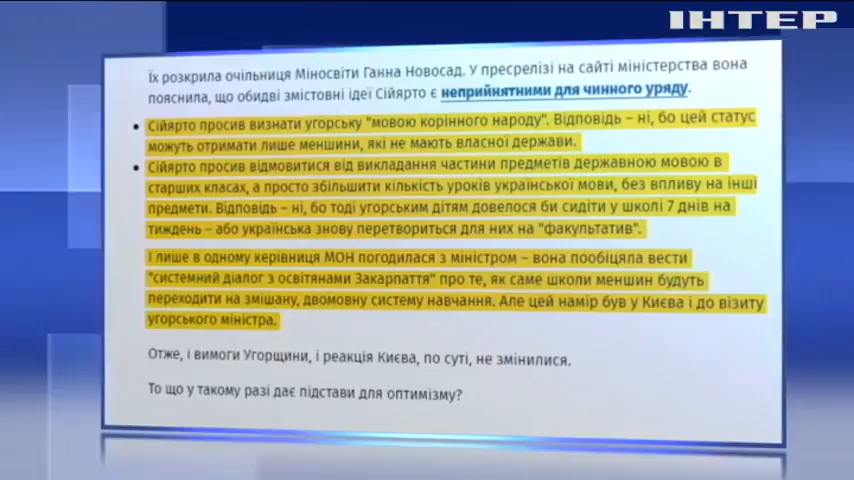 ІНТЕР
Їх розкрила очільниця Міносвіти Ганна Новосад. У пресрелізі на сайті міністерства вона
пояснила, що обидві змістовні ідеї Сійярто є неприйнятними для чинного уряду.
• Сійярто просив визнати угорську "мовою корінного народу". Відповідь – ні, бо цей статус
можуть отримати лише меншини, які не мають власної держави.
• Сійярто просив відмовитися від викладання частини предметів державною мовою в
старших класах, а просто збільшити кількість уроків української мови, без впливу на інші
предмети. Відповідь – ні, бо тоді угорським дітям довелося би сидіти у школі 7 днів на
тиждень – або українська знову перетвориться для них на "факультатив".
І лише в одному керівниця МОН погодилася з міністром – вона пообіцяла вести
"системний діалог з освітянами Закарпаття" про те, як саме школи меншин будуть
переходити на змішану, двомовну систему навчання. Але цей намір був у Києва і до візиту
угорського міністра.
Отже, і вимоги Угорщини, і реакція Києва, по суті, не змінилися.
То що у такому разі дає підстави для оптимізму?